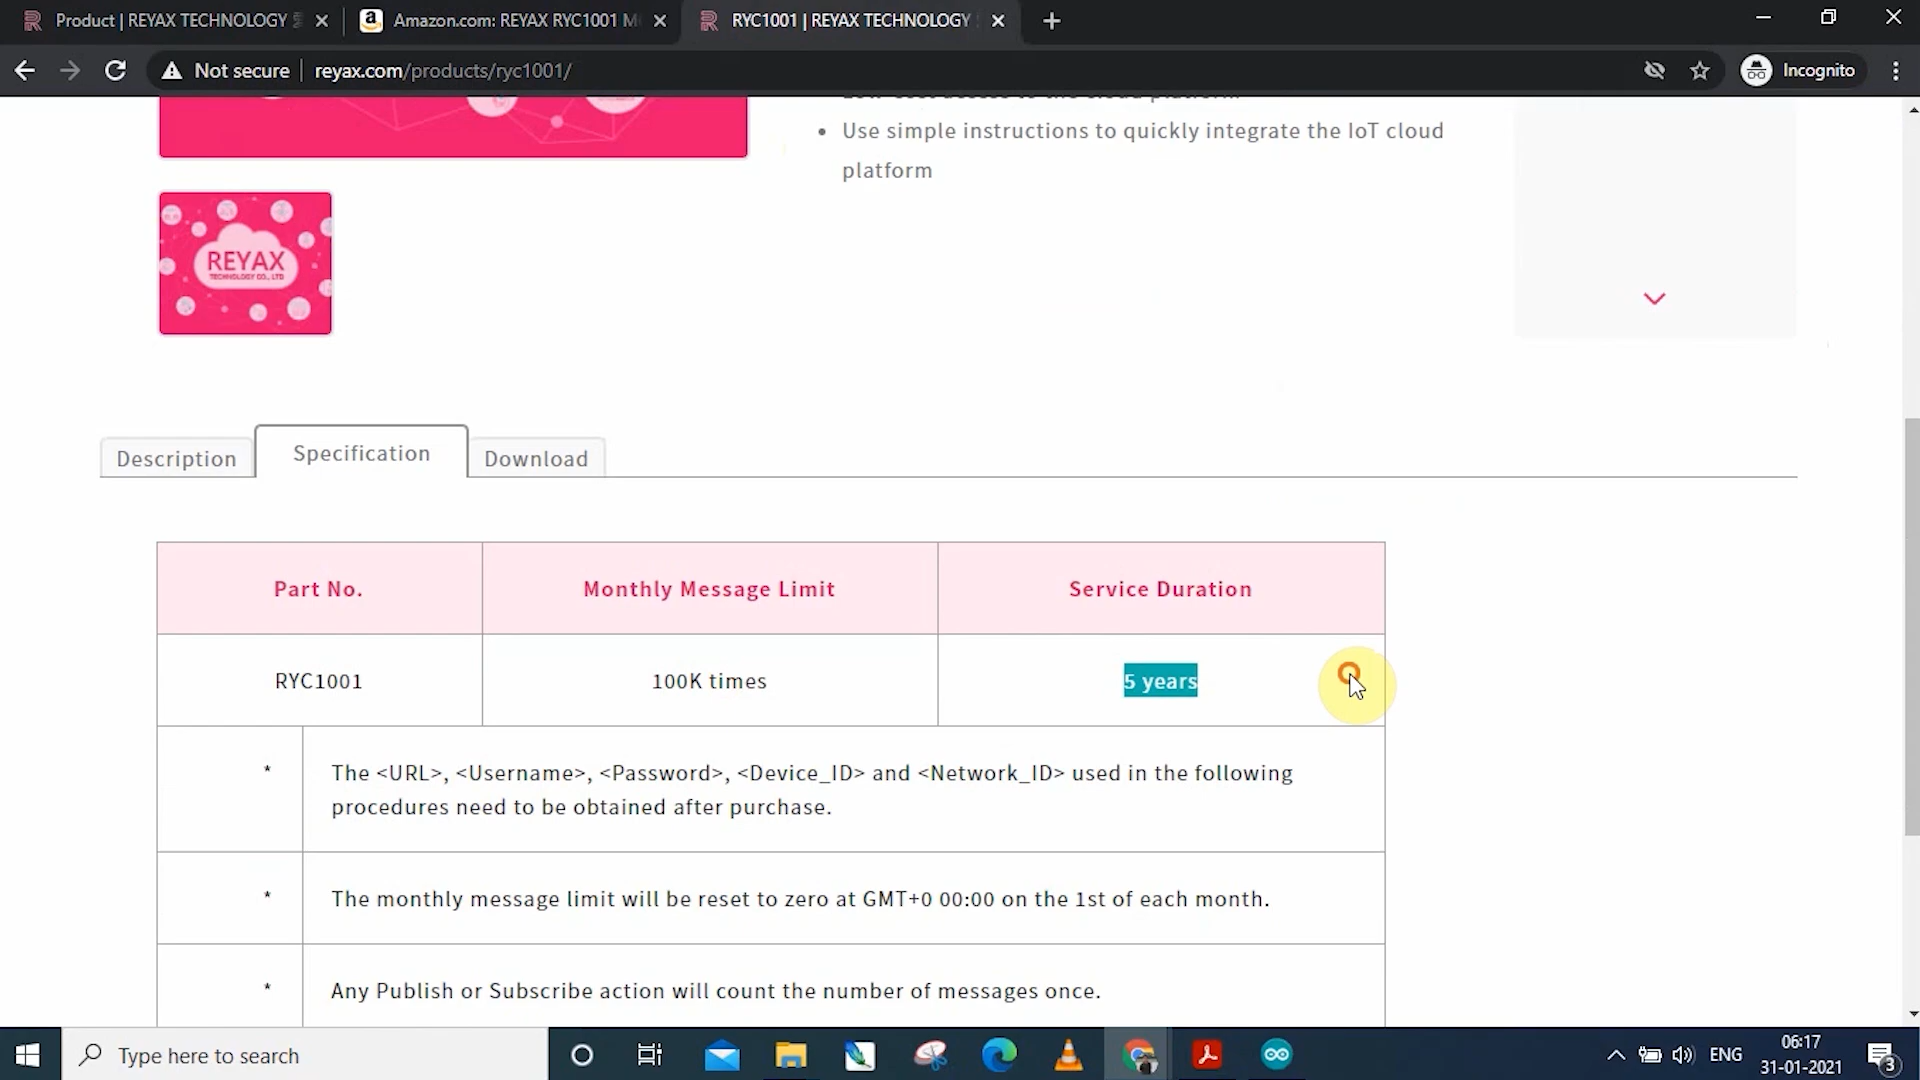 Product | REYAX TECHNOLOGY
Amazon.com: REYAX RYC1001 M
RYC1001 | REYAX TECHNOLOGY
Not secure
reyax.com/products/ryc1001/
Incognito
Use simple instructions to quickly integrate the IoT cloud
platform
REYAX
TECHNOLOGY CO., LTD
Description
Specification
Download
Part No.
Monthly Message Limit
Service Duration
RYC1001
100K times
5 years
* The <URL>, <Username>, <Password>, <Device_ID> and <Network_ID> used in the following
procedures need to be obtained after purchase.
* The monthly message limit will be reset to zero at GMT+0 00:00 on the 1st of each month.
* Any Publish or Subscribe action will count the number of messages once.
Type here to search
ENG
06:17
31-01-2021
3